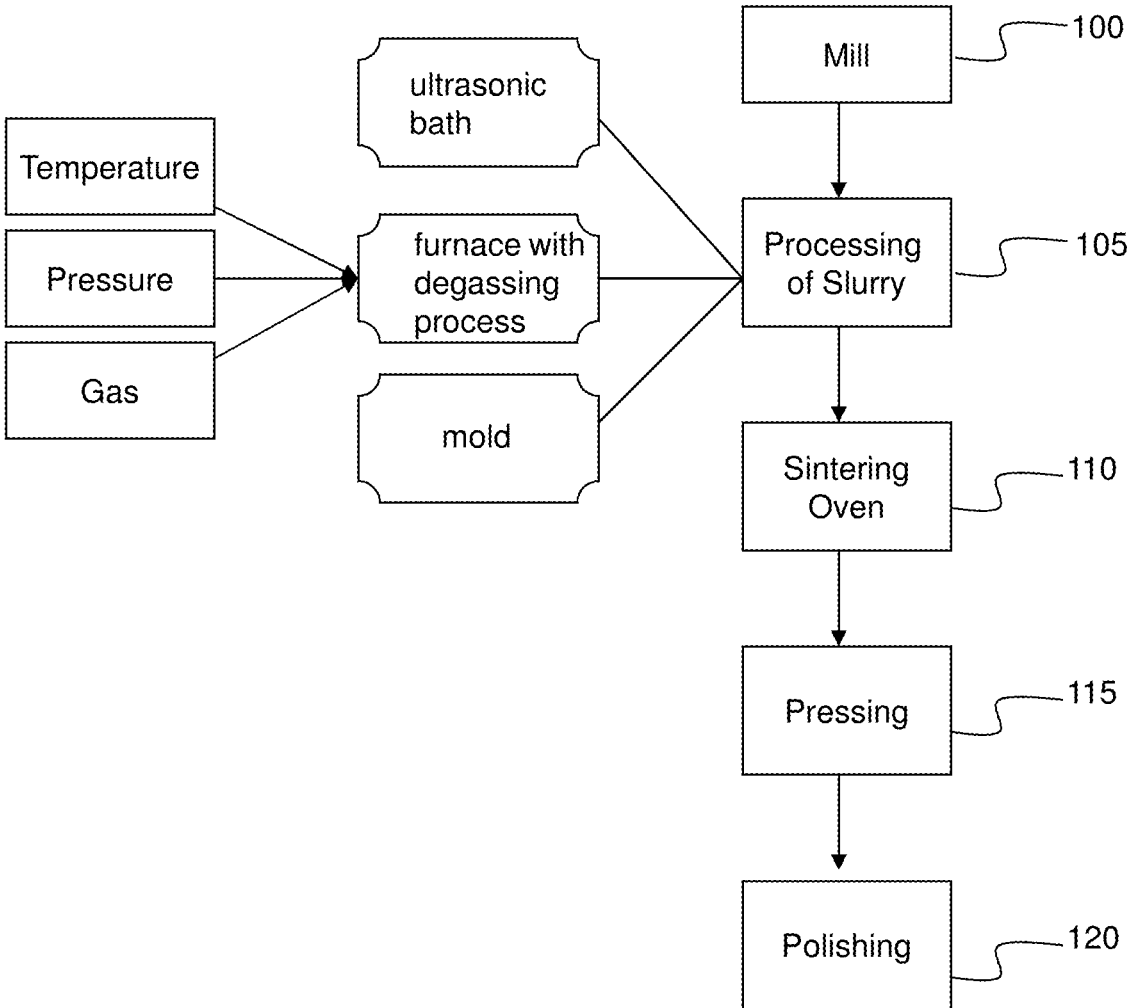 Mill
100
ultrasonic
bath
Temperature
Pressure
Gas
furnace with
degassing
process
mold
Processing
of Slurry
105
Sintering
Oven
110
Pressing
115
Polishing
120